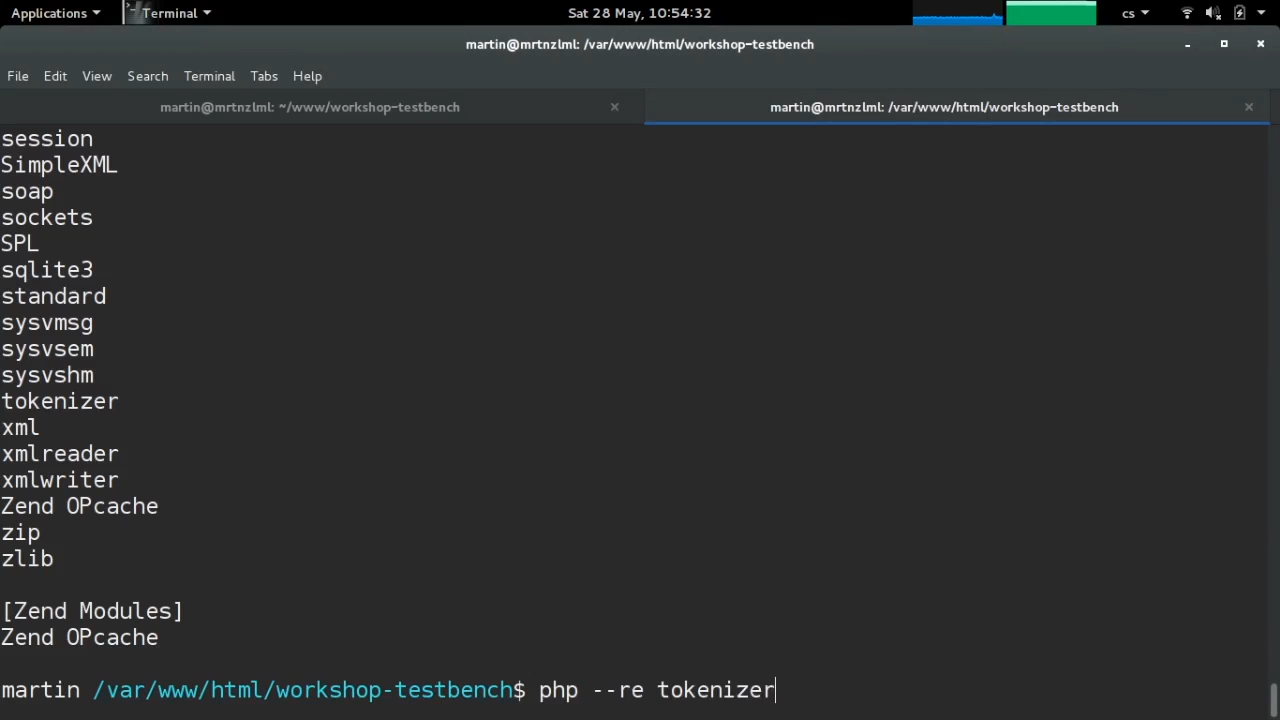 Applications Terminal Sat 28 May, 10:54:32 cs
martin@mrtnzlml: /var/www/html/workshop-testbench
File Edit View Search Terminal Tabs Help
martin@mrtnzlml: ~/www/workshop-testbench martin@mrtnzlml: /var/www/html/workshop-testbench
session
SimpleXML
soap
sockets
SPL
sqlite3
standard
sysvmsg
sysvsem
sysvshm
tokenizer
xml
xmlreader
xmlwriter
Zend OPcache
zip
zlib
[Zend Modules]
Zend OPcache
martin /var/www/html/workshop-testbench$ php --re tokenizer